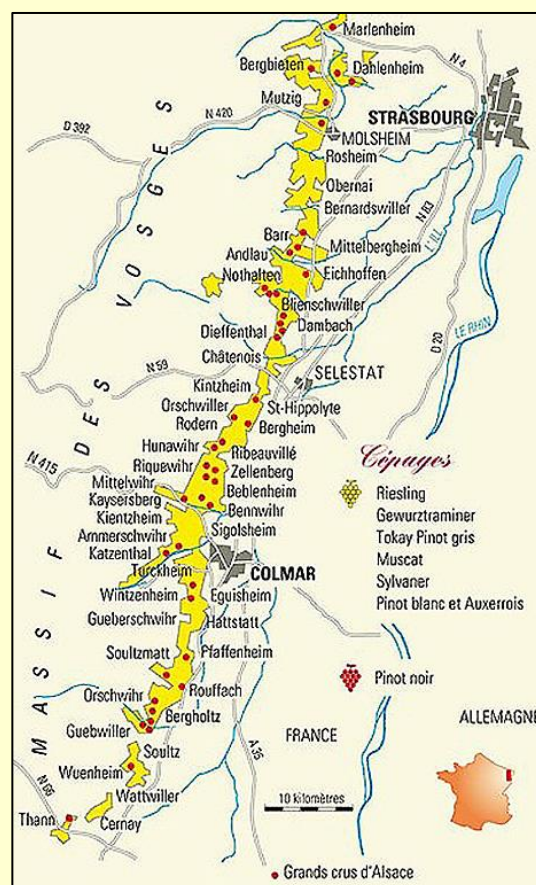 Marlenheim
Bergbieten
Dahlenheim
N 4
Mutzig
STRASBOURG
N 420
D 392
MOLSHEIM
Rosheim
Obernai
Bernardswiller
N 83
L'ILL
Barr
Mittelbergheim
Andlau
Eichhoffen
Nothalten
Blienschwiller
LE RHIN
Dieffenthal
Dambach
D 20
Châtenois
N 59
SELESTAT
Kintzheim
St-Hippolyte
Orschwiller
Rodern
Bergheim
Hunawihr
Ribeauvillé
Riquewihr
Zellenberg
N 415
Mittelwihr
Beblenheim
Kaysersberg
Bennwihr
Kientzheim
Sigolsheim
Ammerschwihr
Katzenthal
Turckheim
COLMAR
Wintzenheim
Eguisheim
Gueberschwihr
Hattstatt
Soultzmatt
Pfaffenheim
Orschwihr
Rouffach
Bergholtz
Guebwiller
Soultz
Wuenheim
A 35
Wattwiller
N 66
Thann
Cernay
MASSIF DES VOSGES
Cépages
Riesling
Gewurztraminer
Tokay Pinot gris
Muscat
Sylvaner
Pinot blanc et Auxerrois
Pinot noir
ALLEMAGNE
FRANCE
10 kilomètres
Grands crus d'Alsace